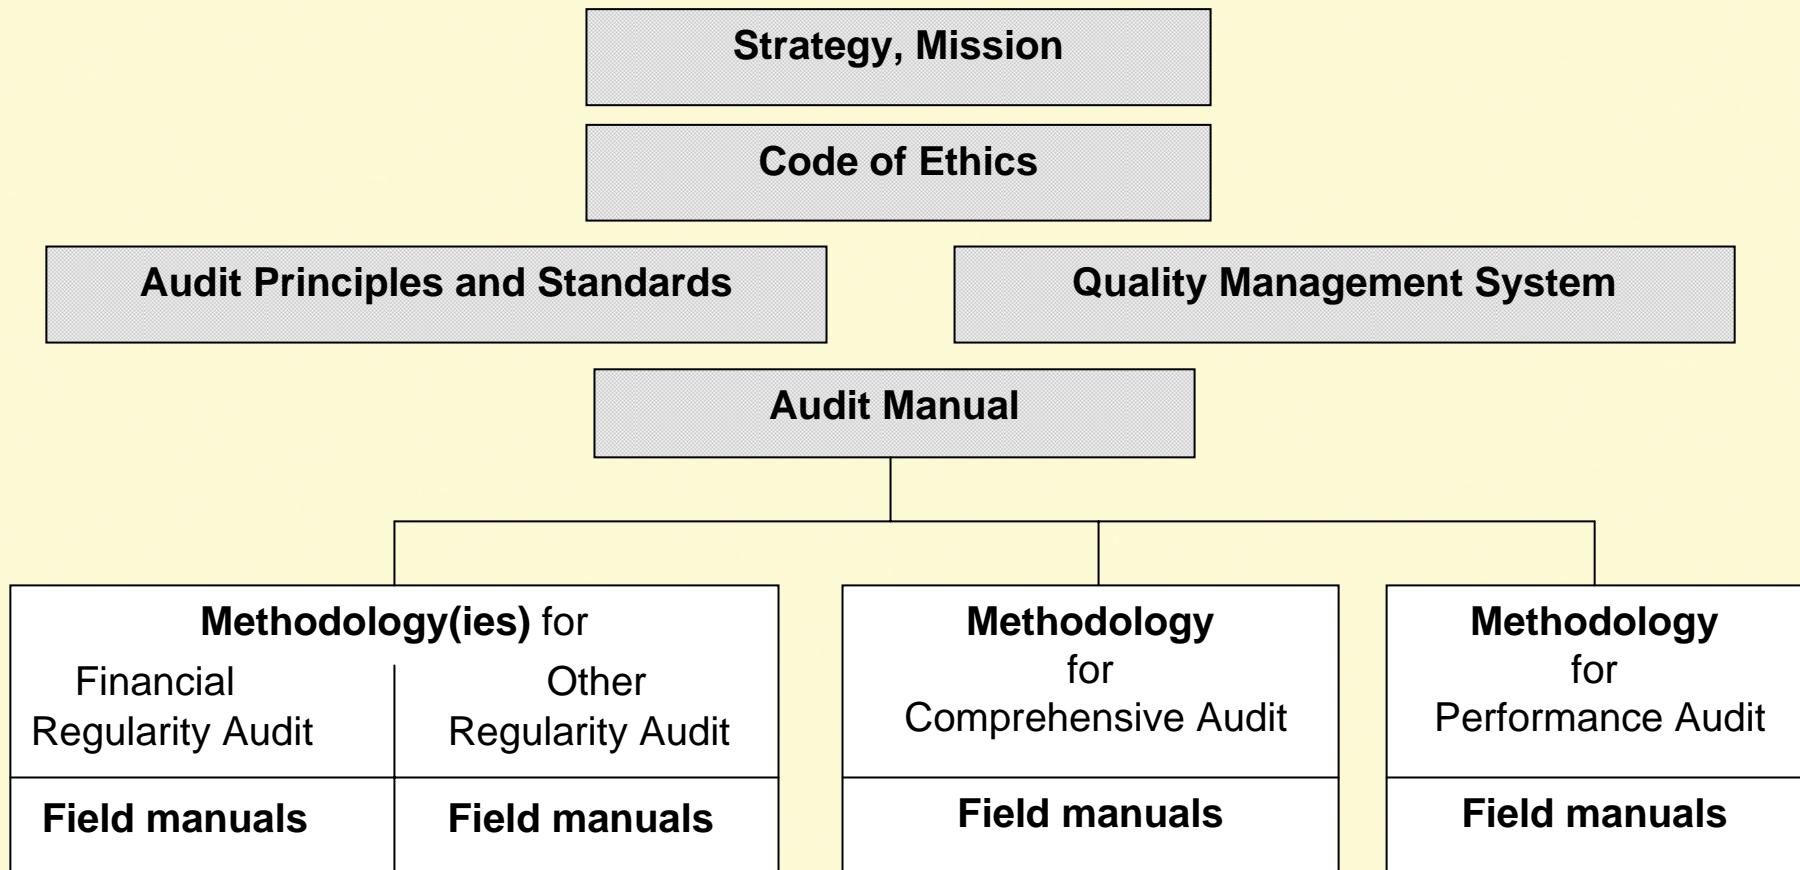 Strategy, Mission
Code of Ethics
Audit Principles and Standards
Quality Management System
Audit Manual
Methodology(ies) for
Financial
Regularity Audit
Other
Regularity Audit
Field manuals
Field manuals
Methodology
for
Comprehensive Audit
Field manuals
Methodology
for
Performance Audit
Field manuals